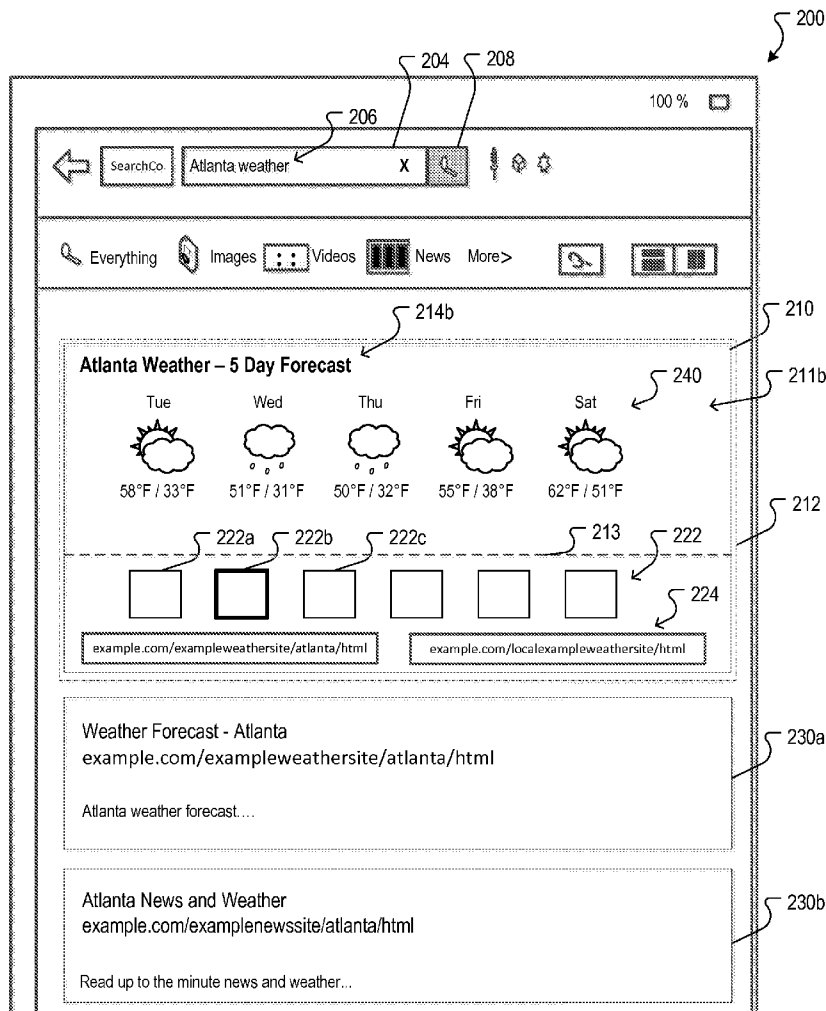 200
204
208
100 %
206
SearchCo.
Atlanta weather
X
Everything
Images
Videos
News
More>
214b
210
Atlanta Weather – 5 Day Forecast
240
211b
Tue Wed Thu Fri Sat
58°F / 33°F 51°F / 31°F 50°F / 32°F 55°F / 38°F 62°F / 51°F
212
222a 222b 222c 213 222
224
example.com/exampleweathersite/atlanta/html
example.com/localexampleweathersite/html
Weather Forecast - Atlanta
230a
example.com/exampleweathersite/atlanta/html
Atlanta weather forecast....
Atlanta News and Weather
230b
example.com/examplenewssite/atlanta/html
Read up to the minute news and weather...